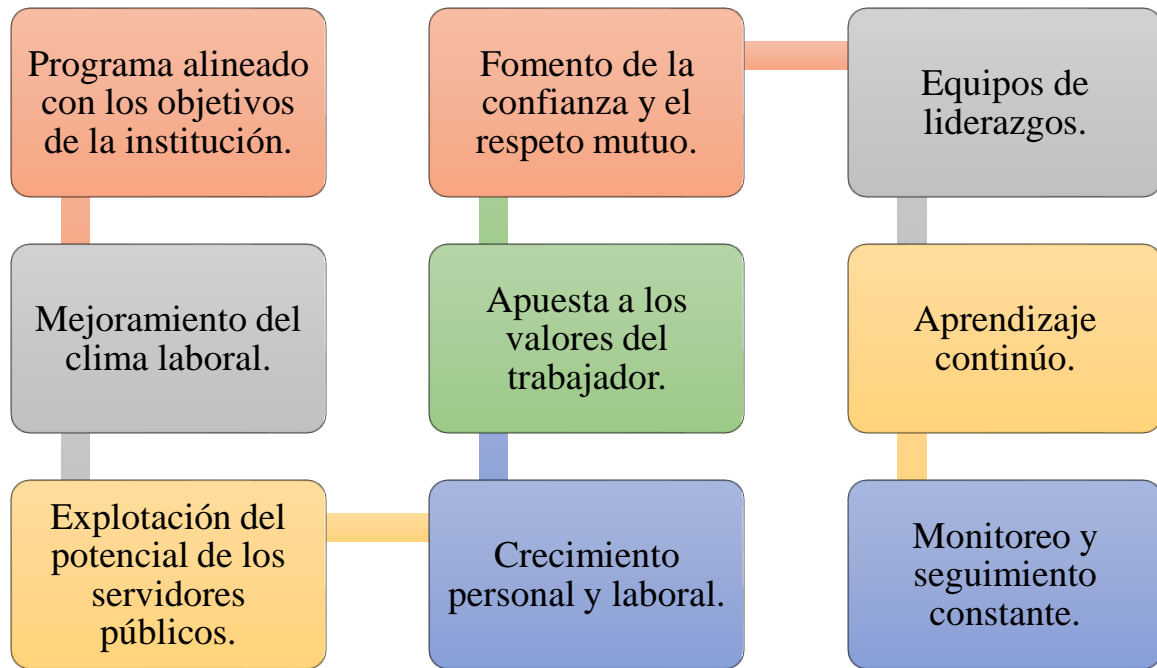 Programa alineado
con los objetivos
de la institución.
Mejoramiento del
clima laboral.
Explotación del
potencial de los
servidores
públicos.
Crecimiento
personal y laboral.
Apuesta a los
valores del
trabajador.
Fomento de la
confianza y el
respeto mutuo.
Equipos de
liderazgos.
Aprendizaje
continúo.
Monitoreo y
seguimiento
constante.